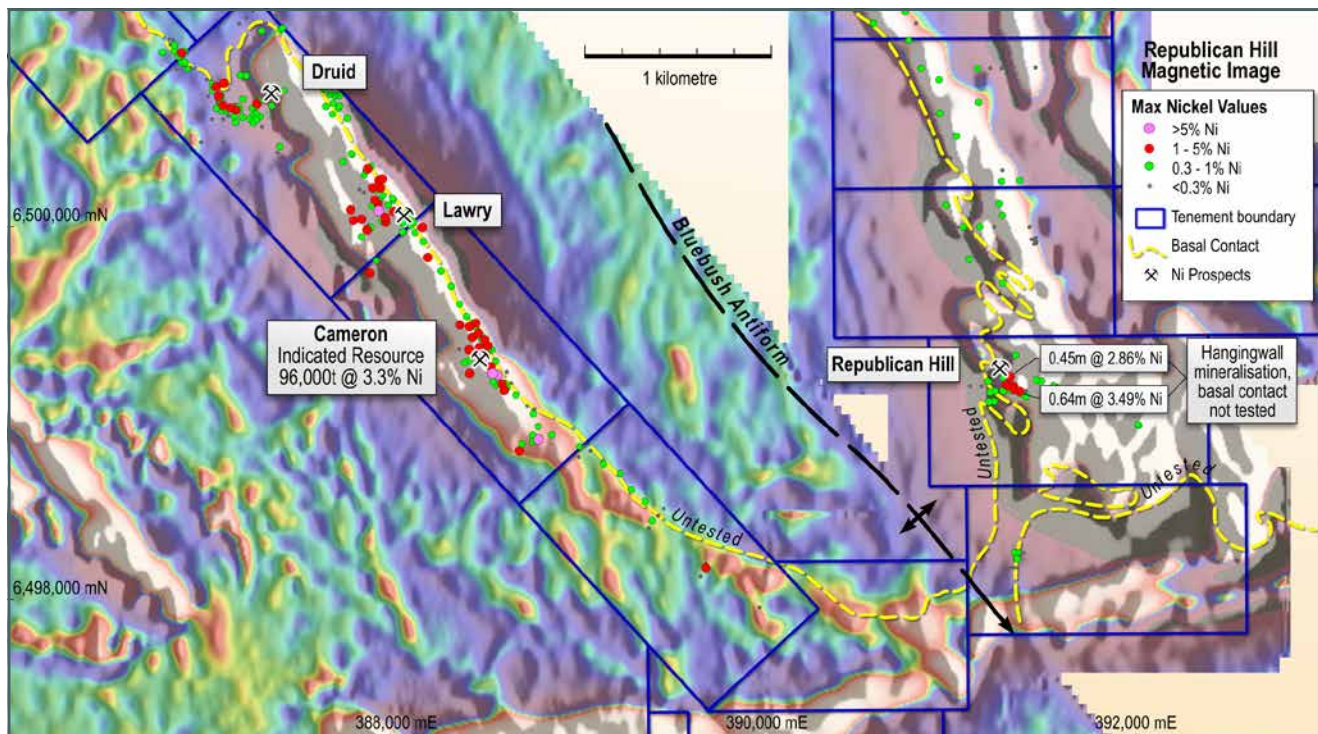 Druid
1 kilometre
Republican Hill
Magnetic Image
Max Nickel Values
>5% Ni
1 - 5% Ni
0.3 - 1% Ni
<0.3% Ni
Tenement boundary
Basal Contact
Ni Prospects
6,500,000 mN
Lawry
Bluebush Antiform
Cameron
Indicated Resource
96,000t @ 3.3% Ni
Republican Hill
0.45m @ 2.86% Ni
0.64m @ 3.49% Ni
Hangingwall
mineralisation,
basal contact
not tested
Untested
Untested
Untested
6,498,000 mN
388,000 mE
390,000 mE
392,000 mE